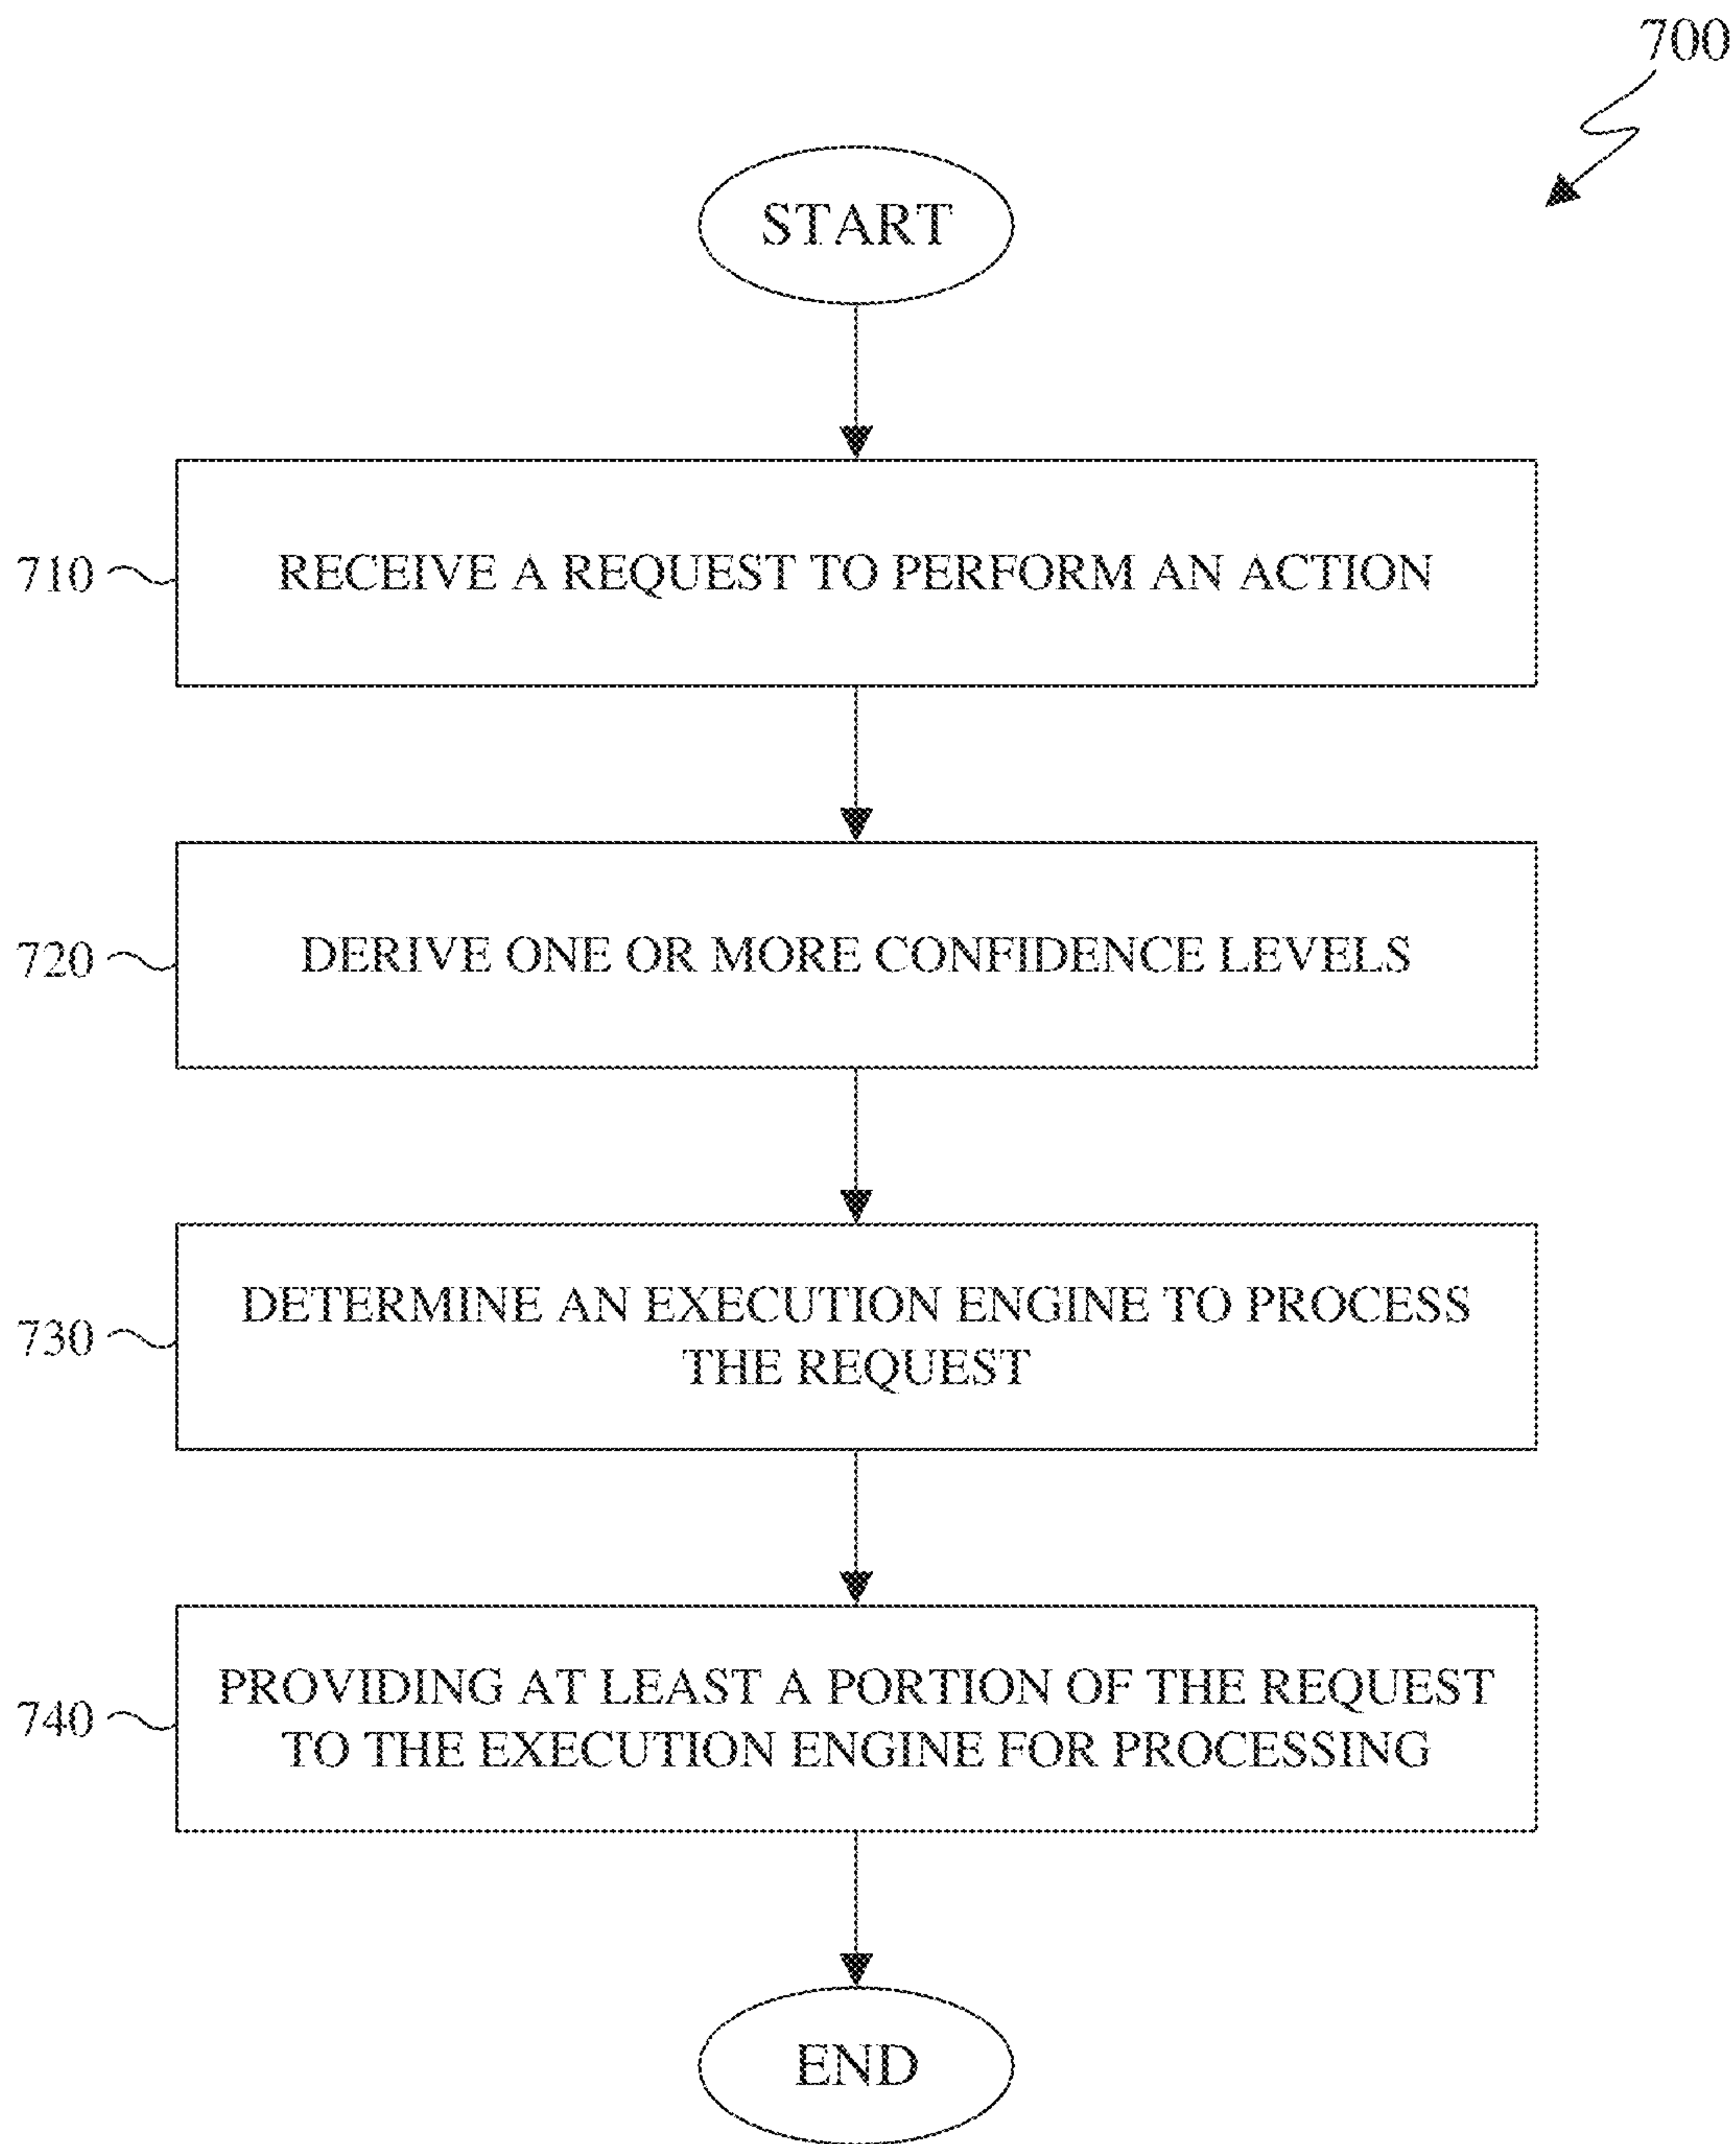 700
START
710
RECEIVE A REQUEST TO PERFORM AN ACTION
720
DERIVE ONE OR MORE CONFIDENCE LEVELS
730
DETERMINE AN EXECUTION ENGINE TO PROCESS
THE REQUEST
740
PROVIDING AT LEAST A PORTION OF THE REQUEST
TO THE EXECUTION ENGINE FOR PROCESSING
END